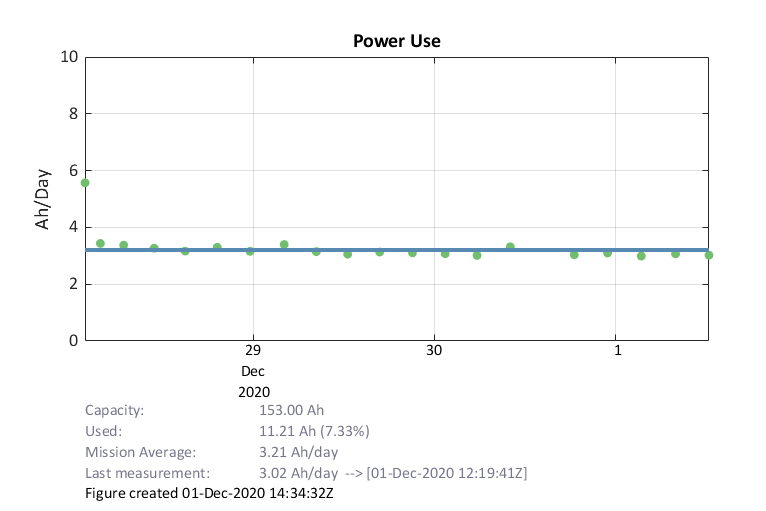 Power Use
10
8
6
4
2
0
Ah/Day
29 30 1
Dec
2020
Capacity: 153.00 Ah
Used: 11.21 Ah (7.33%)
Mission Average: 3.21 Ah/day
Last measurement: 3.02 Ah/day --> [01-Dec-2020 12:19:41Z]
Figure created 01-Dec-2020 14:34:32Z